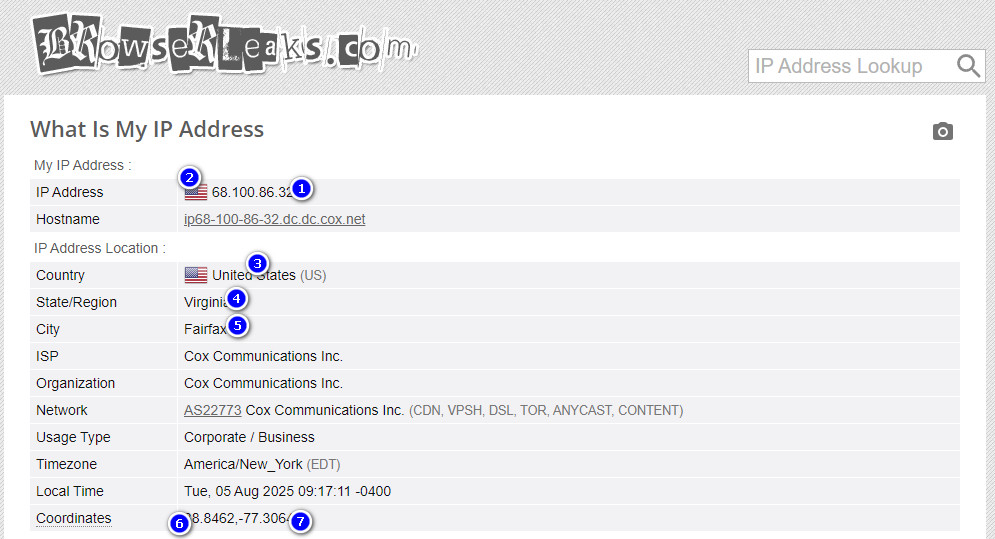 BROwseRLeaks.com
IP Address Lookup
What Is My IP Address
My IP Address :
2
IP Address 68.100.86.32 1
Hostname ip68-100-86-32.dc.dc.cox.net
IP Address Location :
3
Country United States (US)
State/Region Virginia 4
City Fairfax 5
ISP Cox Communications Inc.
Organization Cox Communications Inc.
Network AS22773 Cox Communications Inc. (CDN, VPSH, DSL, TOR, ANYCAST, CONTENT)
Usage Type Corporate / Business
Timezone America/New_York (EDT)
Local Time Tue, 05 Aug 2025 09:17:11 -0400
Coordinates 6 38.8462,-77.3064 7